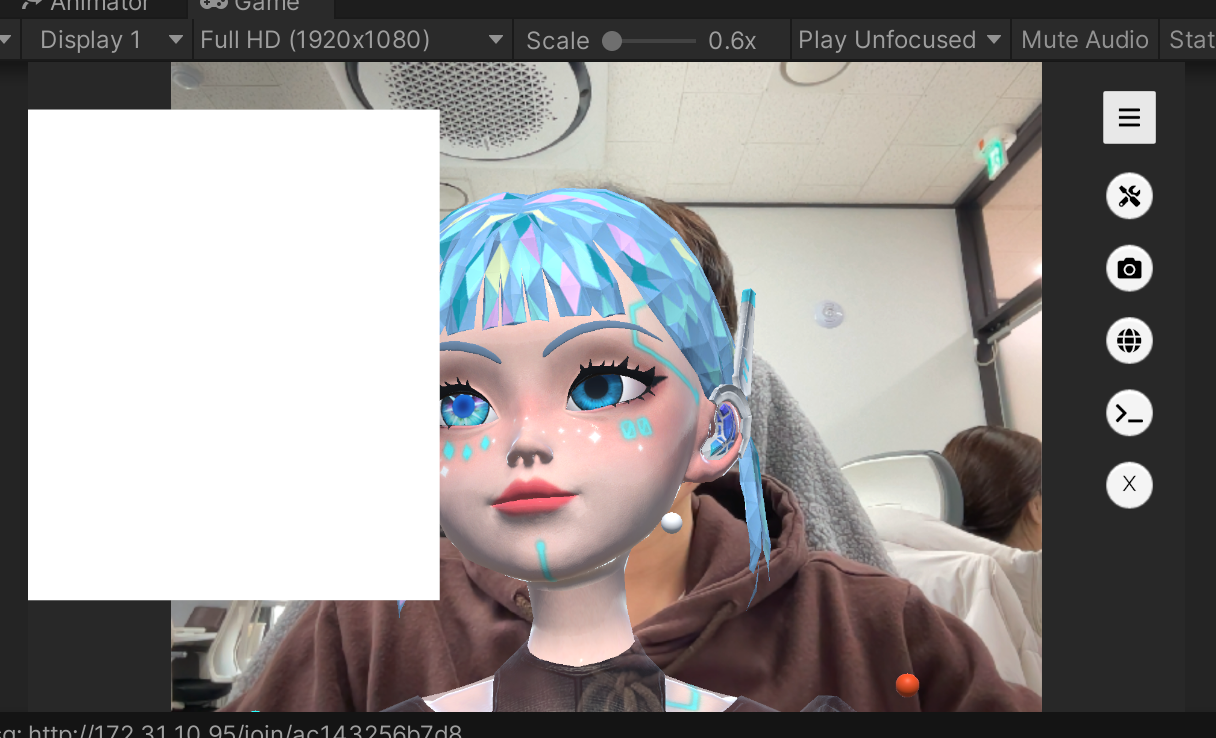 Animator
Game
Display 1
Full HD (1920x1080)
Scale
0.6x
Play Unfocused
Mute Audio
Stat
X
g: http://172.31.10.95/join/ac143256b7d8